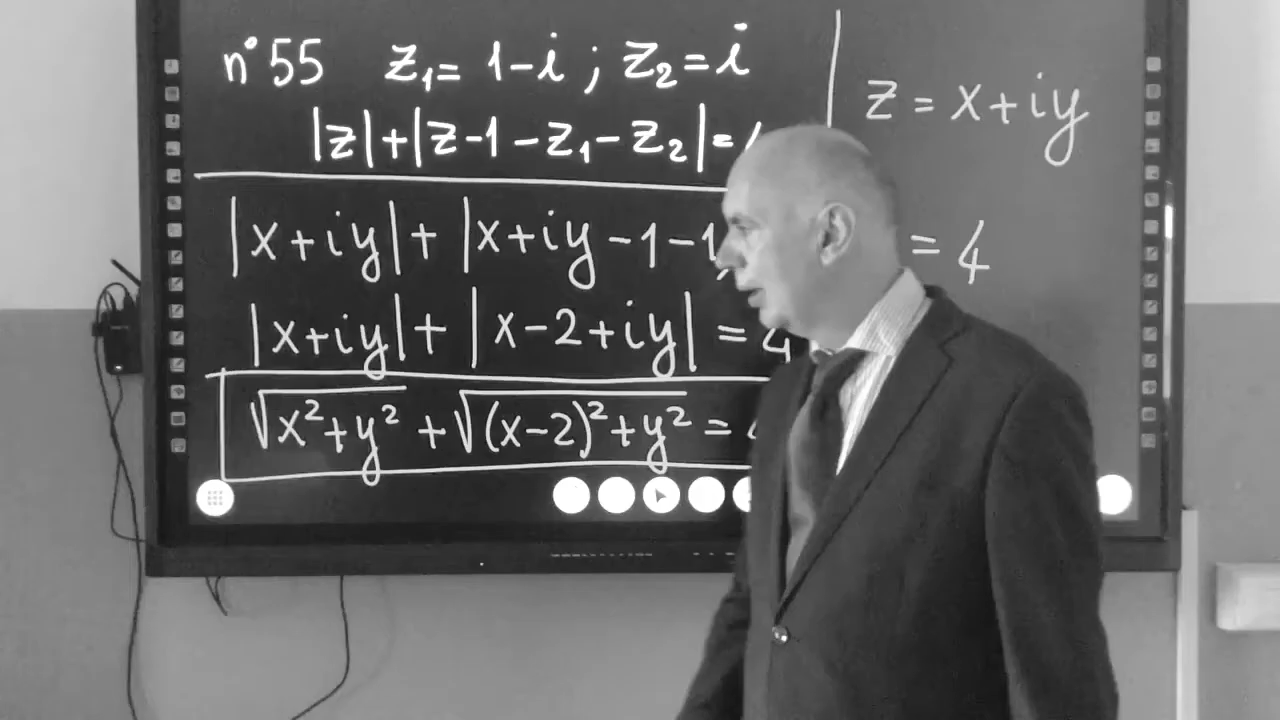 n°55 z₁= 1-i ; z₂=i
z = x+iy
|z|+|z-1-z₁-z₂|=
|x+iy|+|x+iy-1-1 =4
|x+iy|+|x-2+iy|=4
√x²+y² +√(x-2)²+y² =